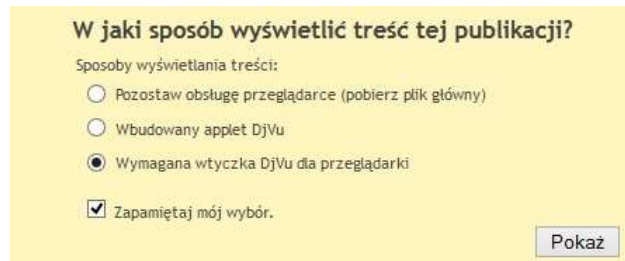 W jaki sposób wyświetlić treść tej publikacji?
Sposoby wyświetlania treści:
Pozostaw obsługę przeglądarce (pobierz plik główny)
Wbudowany applet DjVu
Wymagana wtyczka DjVu dla przeglądarki
Zapamiętaj mój wybór.
Pokaż